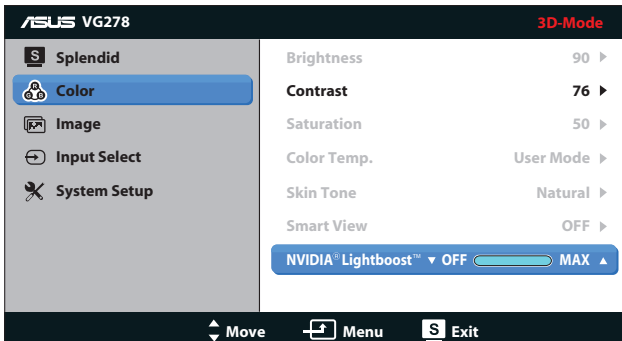 ASUS VG278 3D-Mode
S Splendid
R G B Color
Image
Input Select
System Setup
Brightness 90
Contrast 76
Saturation 50
Color Temp. User Mode
Skin Tone Natural
Smart View OFF
NVIDIA® Lightboost™ ▼ OFF MAX ▲
Move Menu S Exit